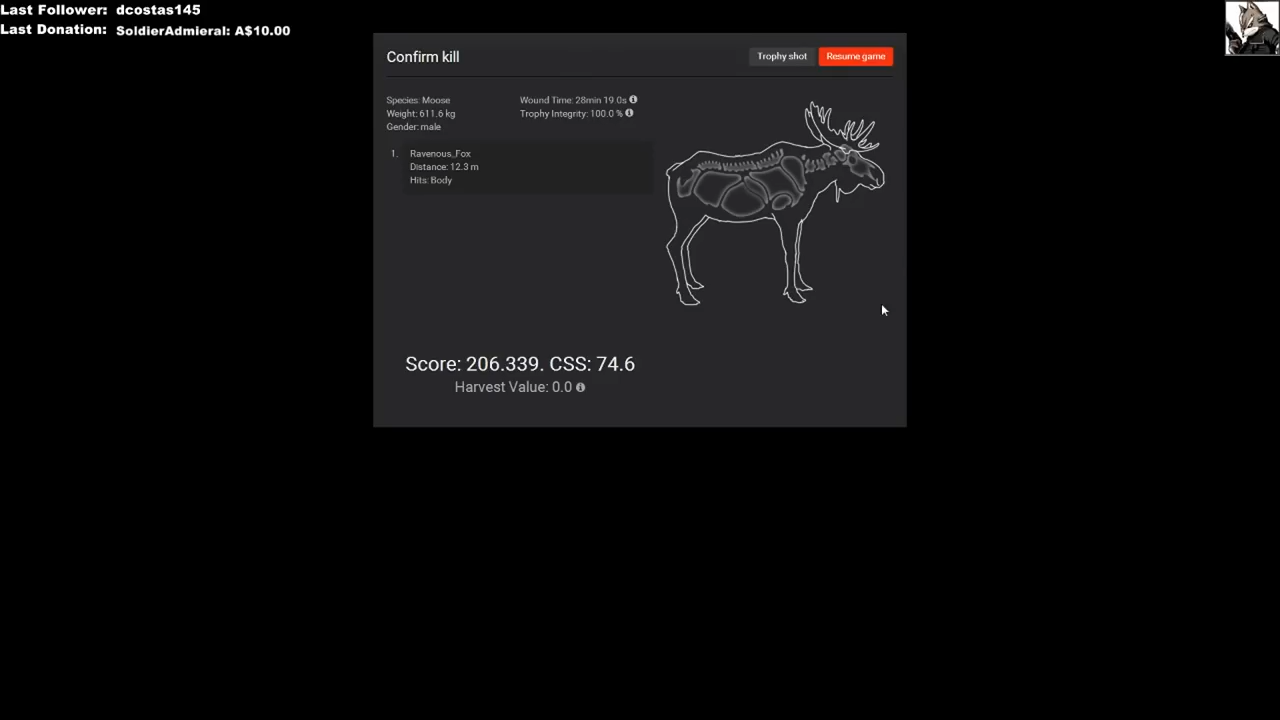 Last Follower: dcostas145
Last Donation: SoldierAdmieral: A$10.00
Confirm kill
Trophy shot
Resume game
Species: Moose
Weight: 611.6 kg
Gender: male
Wound Time: 28min 19.0s
Trophy Integrity: 100.0 %
1. Ravenous_Fox
Distance: 12.3 m
Hits: Body
Score: 206.339. CSS: 74.6
Harvest Value: 0.0